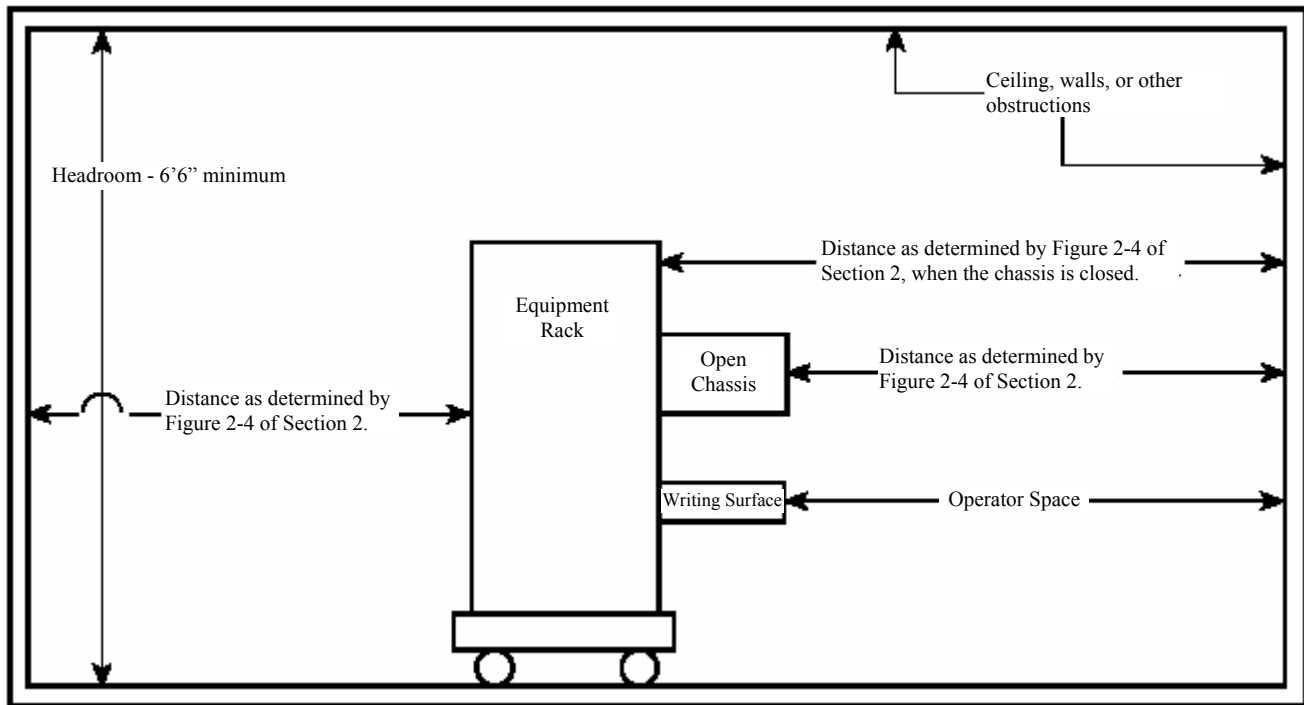 Ceiling, walls, or other
obstructions
Headroom - 6’6” minimum
Distance as determined by Figure 2-4 of
Section 2, when the chassis is closed.
Equipment
Rack
Open
Chassis
Distance as determined by
Figure 2-4 of Section 2.
Distance as determined by
Figure 2-4 of Section 2.
Writing Surface
Operator Space